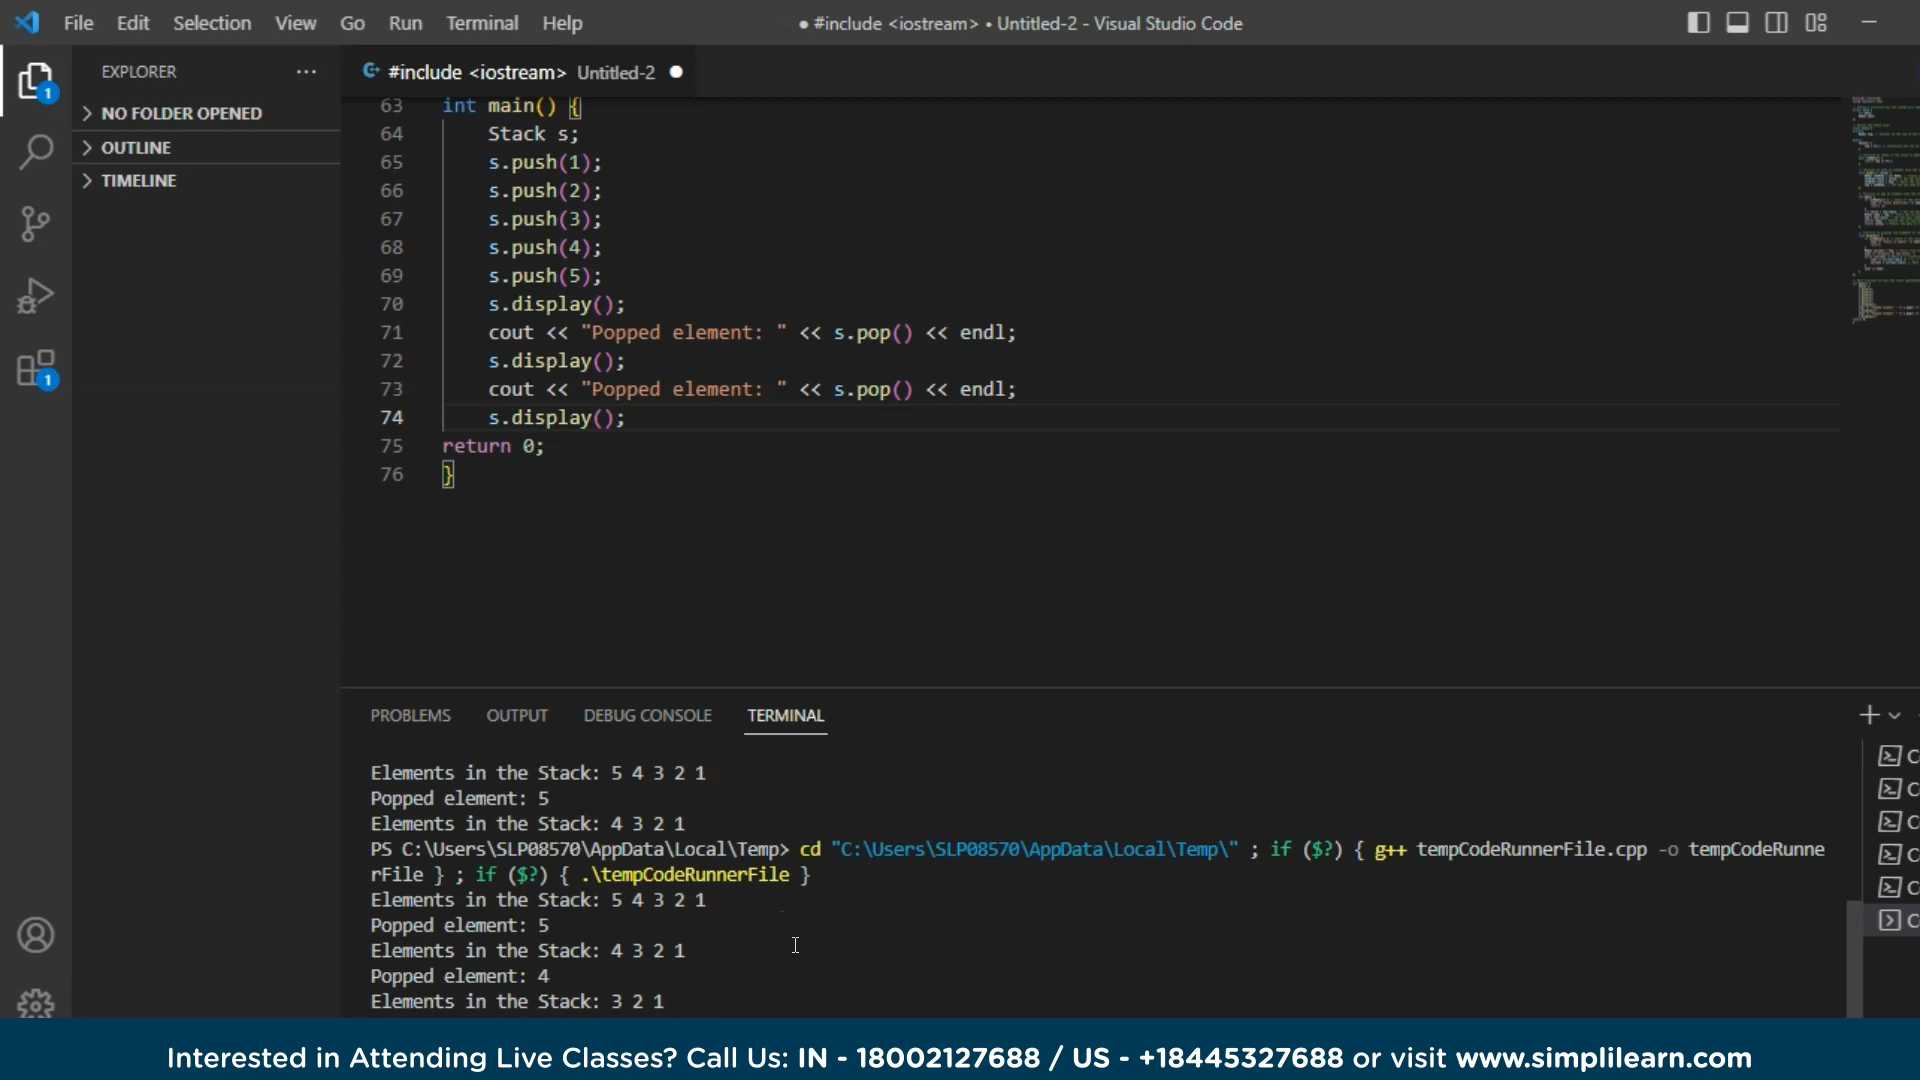 File Edit Selection View Go Run Terminal Help
● #include <iostream> • Untitled-2 - Visual Studio Code
EXPLORER ···
#include <iostream> Untitled-2 ●
NO FOLDER OPENED
OUTLINE
TIMELINE
1
1
63 int main() {
64 Stack s;
65 s.push(1);
66 s.push(2);
67 s.push(3);
68 s.push(4);
69 s.push(5);
70 s.display();
71 cout << "Popped element: " << s.pop() << endl;
72 s.display();
73 cout << "Popped element: " << s.pop() << endl;
74 s.display();
75 return 0;
76 }
PROBLEMS OUTPUT DEBUG CONSOLE TERMINAL
Elements in the Stack: 5 4 3 2 1
Popped element: 5
Elements in the Stack: 4 3 2 1
PS C:\Users\SLP08570\AppData\Local\Temp> cd "C:\Users\SLP08570\AppData\Local\Temp\" ; if ($?) { g++ tempCodeRunnerFile.cpp -o tempCodeRunne
rFile } ; if ($?) { .\tempCodeRunnerFile }
Elements in the Stack: 5 4 3 2 1
Popped element: 5
Elements in the Stack: 4 3 2 1
Popped element: 4
Elements in the Stack: 3 2 1
Interested in Attending Live Classes? Call Us: IN - 18002127688 / US - +18445327688 or visit www.simplilearn.com